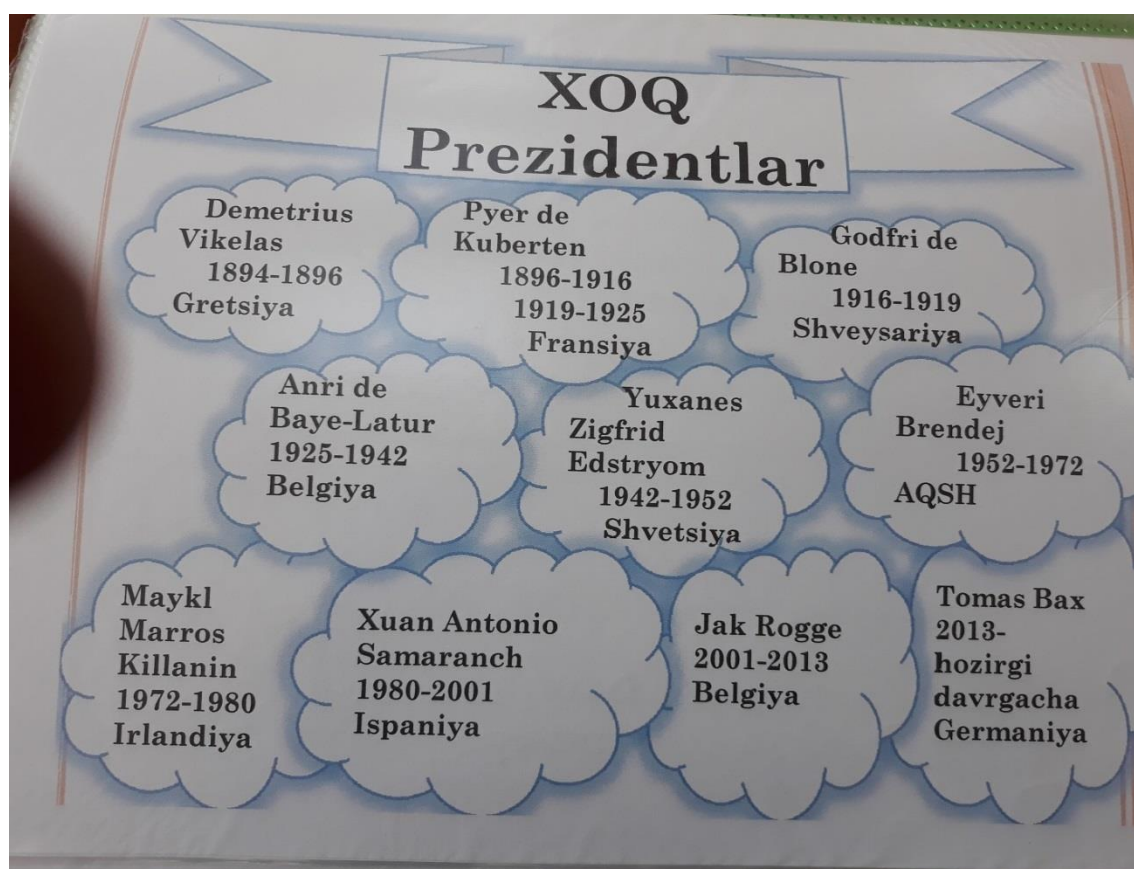 XOQ
Prezidentlar
Demetrius
Vikelas
1894-1896
Gretsiya
Pyer de
Kuberten
1896-1916
1919-1925
Fransiya
Godfri de
Blone
1916-1919
Shveysariya
Anri de
Baye-Latur
1925-1942
Belgiya
Yuxanes
Zigfrid
Edstryom
1942-1952
Shvetsiya
Eyveri
Brendej
1952-1972
AQSH
Maykl
Marros
Killanin
1972-1980
Irlandiya
Xuan Antonio
Samaranch
1980-2001
Ispaniya
Jak Rogge
2001-2013
Belgiya
Tomas Bax
2013-
hozirgi
davrgacha
Germaniya